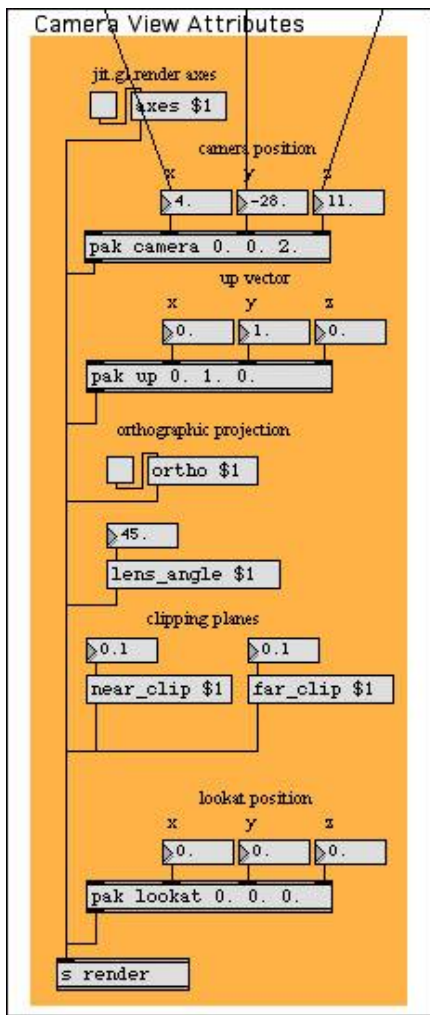 Camera View Attributes
jit.gl.render axes
axes $1
camera position
x y z
4. -28. 11.
pak camera 0. 0. 2.
up vector
x y z
0. 1. 0.
pak up 0. 1. 0.
orthographic projection
ortho $1
45.
lens_angle $1
clipping planes
0.1 0.1
near_clip $1 far_clip $1
lookat position
x y z
0. 0. 0.
pak lookat 0. 0. 0.
s render